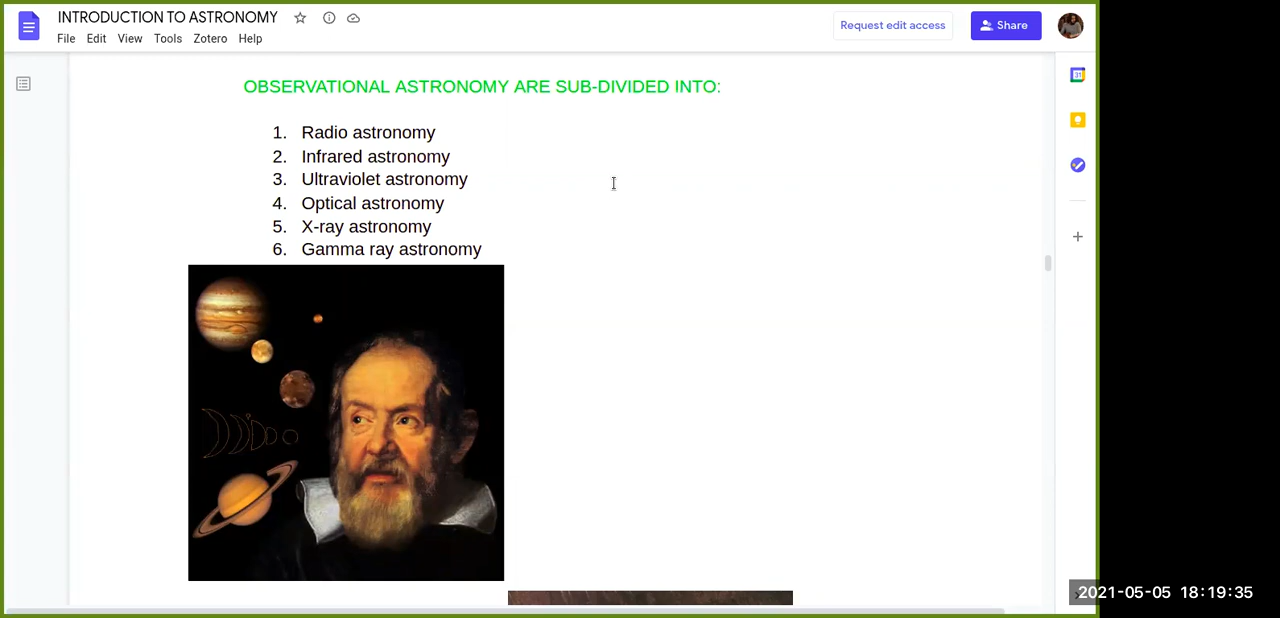 INTRODUCTION TO ASTRONOMY
File Edit View Tools Zotero Help
Request edit access
Share
31
OBSERVATIONAL ASTRONOMY ARE SUB-DIVIDED INTO:
1. Radio astronomy
2. Infrared astronomy
3. Ultraviolet astronomy
4. Optical astronomy
5. X-ray astronomy
6. Gamma ray astronomy
2021-05-05 18:19:35